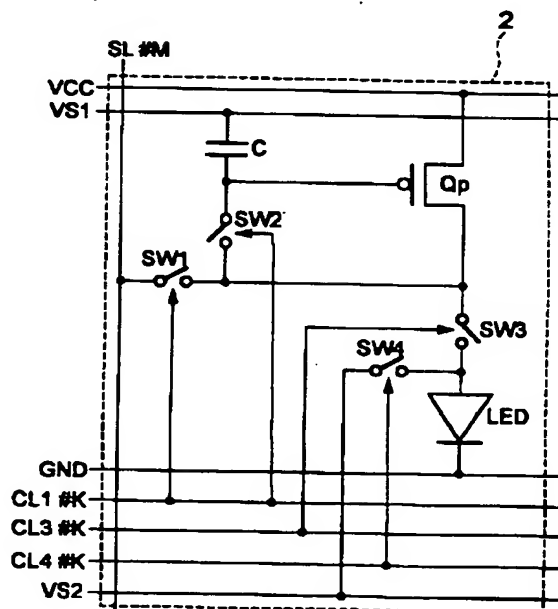 2
SL #M
VCC
VS1
C
Qp
SW2
SW1
SW3
SW4
LED
GND
CL1 #K
CL3 #K
CL4 #K
VS2